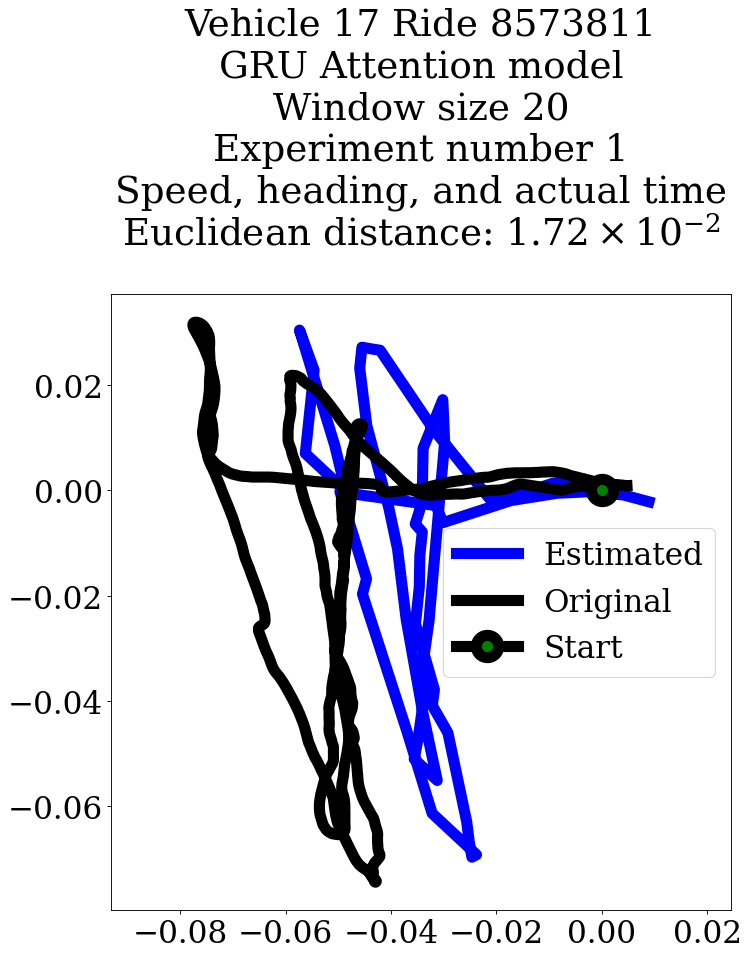 Vehicle 17 Ride 8573811
GRU Attention model
Window size 20
Experiment number 1
Speed, heading, and actual time
Euclidean distance: 1.72 × 10⁻²
0.02
0.00
−0.02
−0.04
−0.06
Estimated
Original
Start
−0.08 −0.06 −0.04 −0.02 0.00 0.02